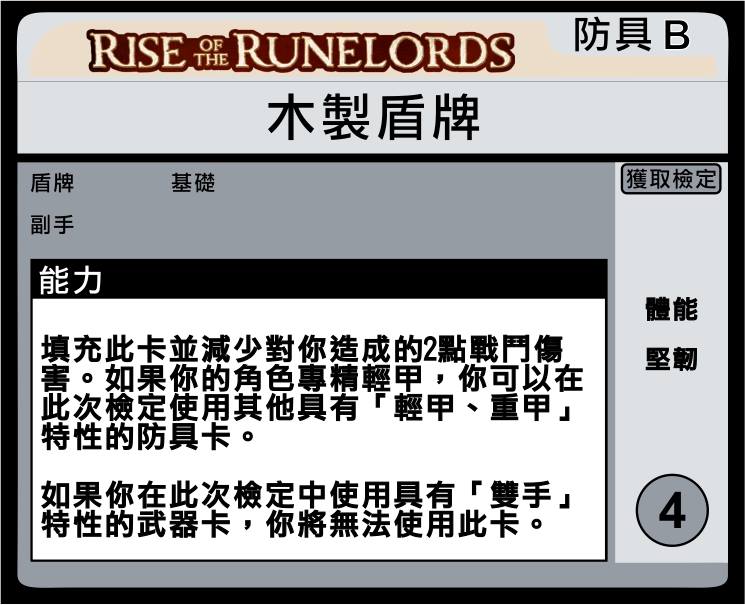 RISE OF THE RUNELORDS
防具 B
木製盾牌
盾牌 基礎
獲取檢定
副手
能力
體能
堅韌
填充此卡並減少對你造成的2點戰鬥傷
害。如果你的角色專精輕甲，你可以在
此次檢定使用其他具有「輕甲、重甲」
特性的防具卡。
如果你在此次檢定中使用具有「雙手」
特性的武器卡，你將無法使用此卡。
4